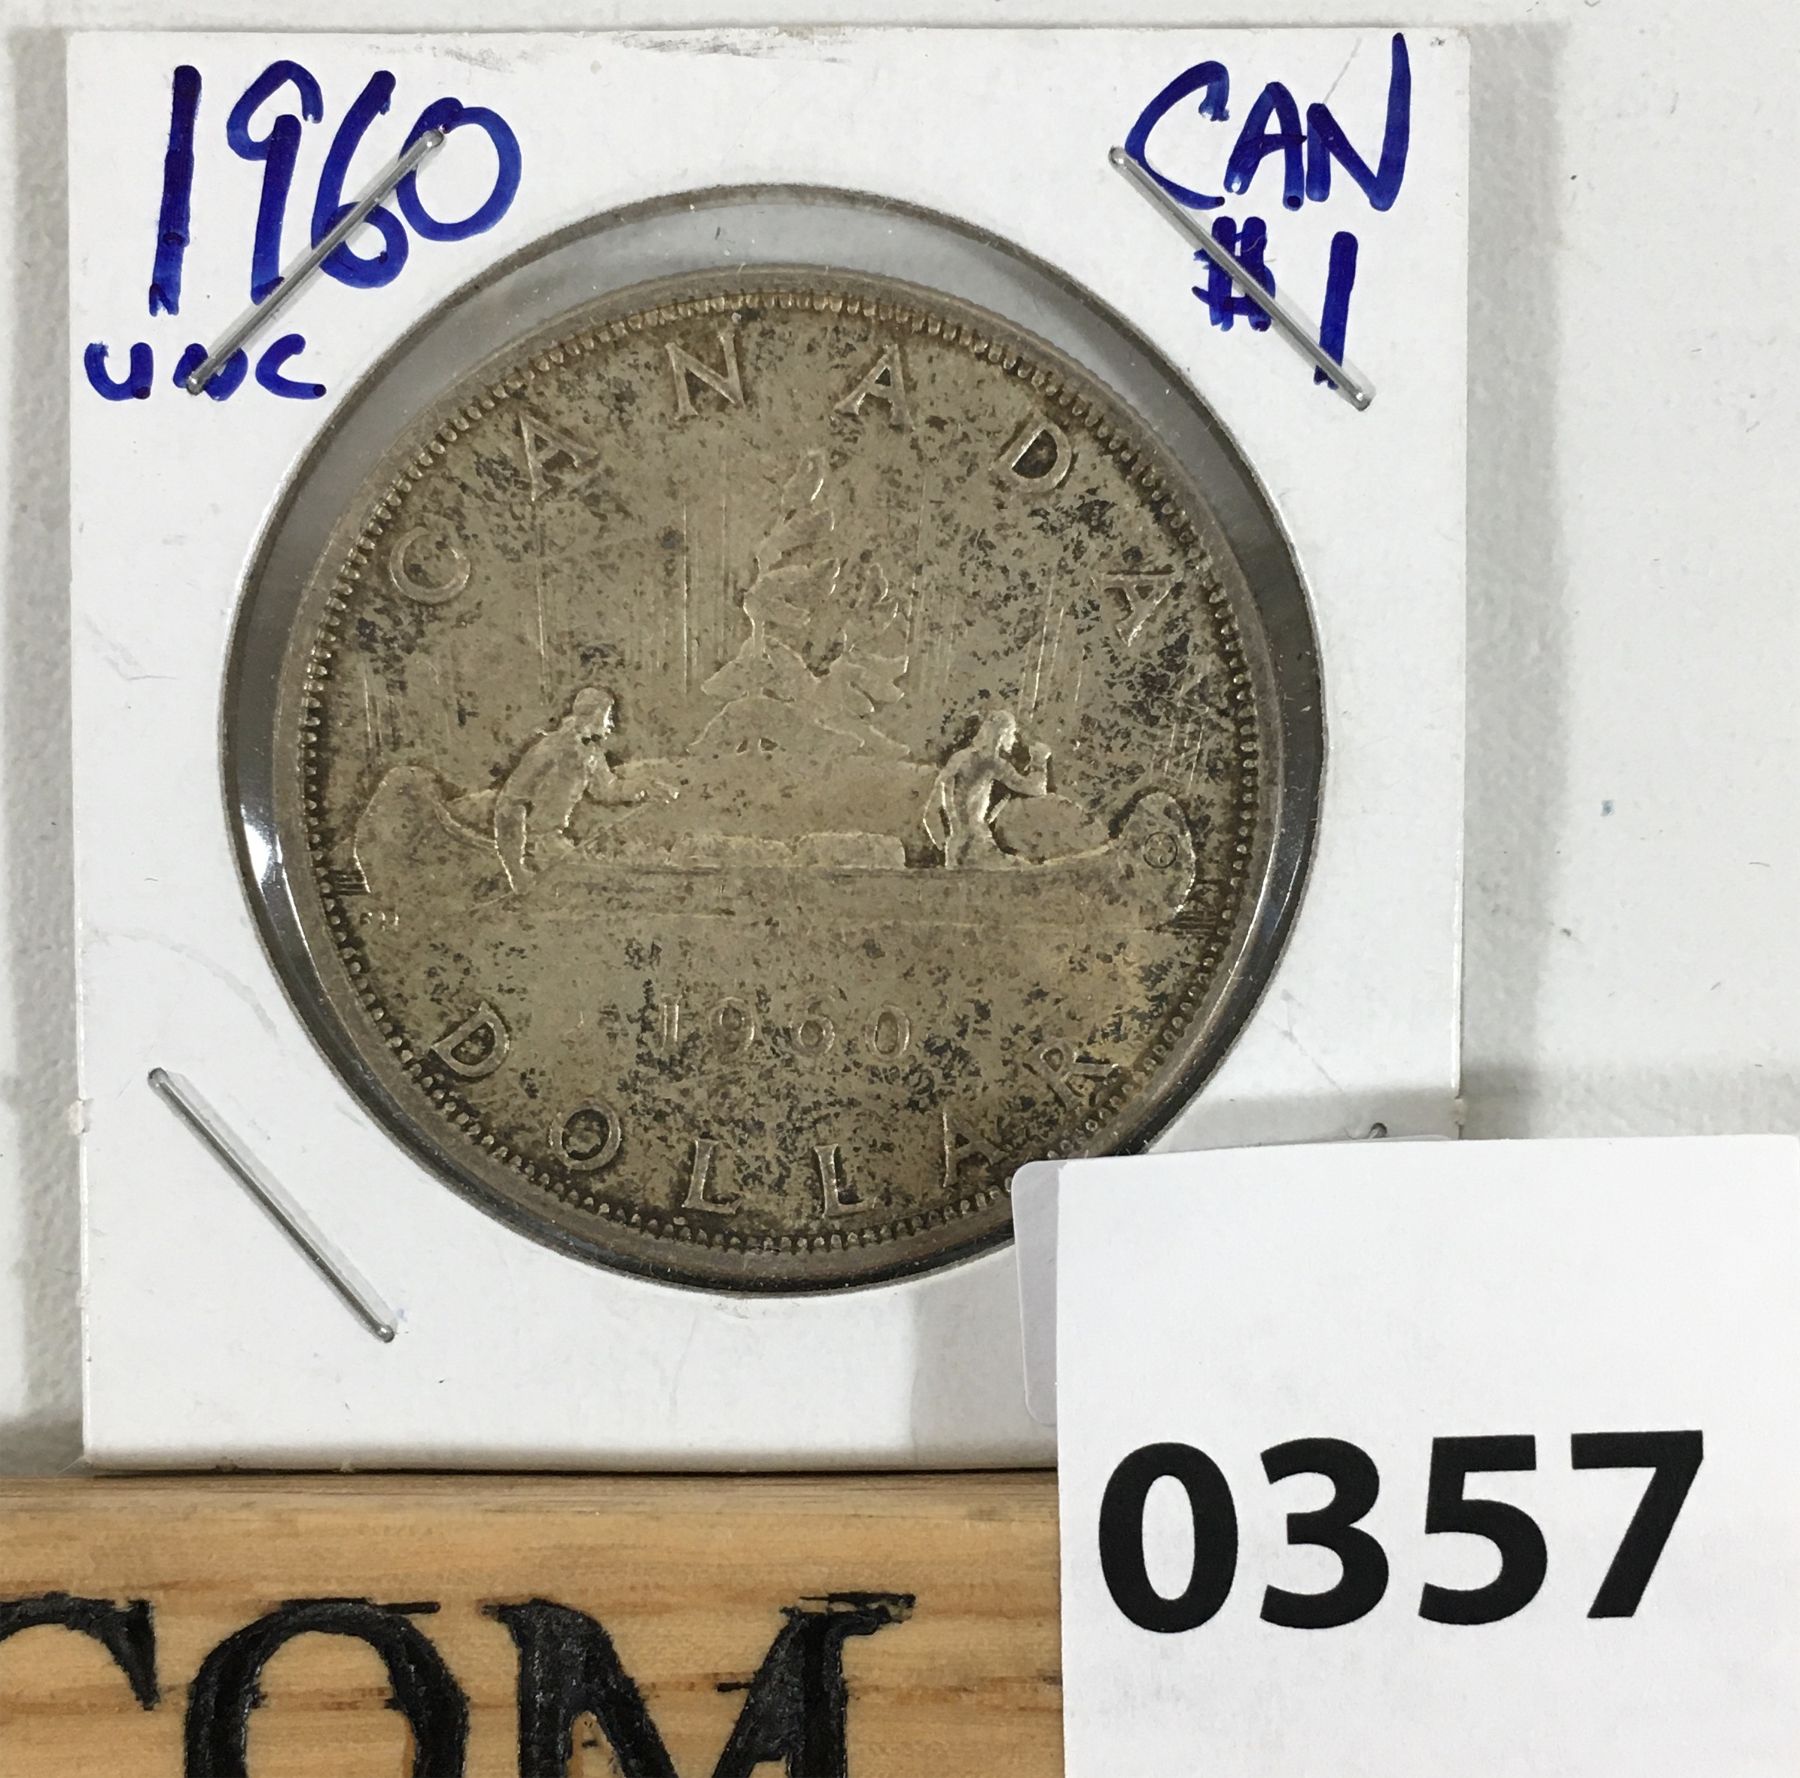 1960
UNC
CAN
$1
CANADA
1960
DOLLAR
0357
COM